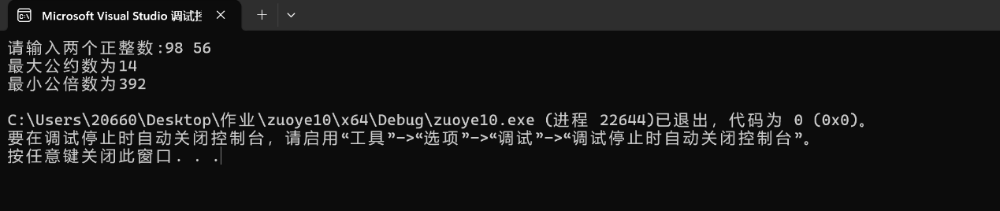 Microsoft Visual Studio 调试控
请输入两个正整数:98 56
最大公约数为14
最小公倍数为392
C:\Users\20660\Desktop\作业\zuoye10\x64\Debug\zuoye10.exe (进程 22644)已退出，代码为 0 (0x0)。
要在调试停止时自动关闭控制台，请启用“工具”->“选项”->“调试”->“调试停止时自动关闭控制台”。
按任意键关闭此窗口. . .